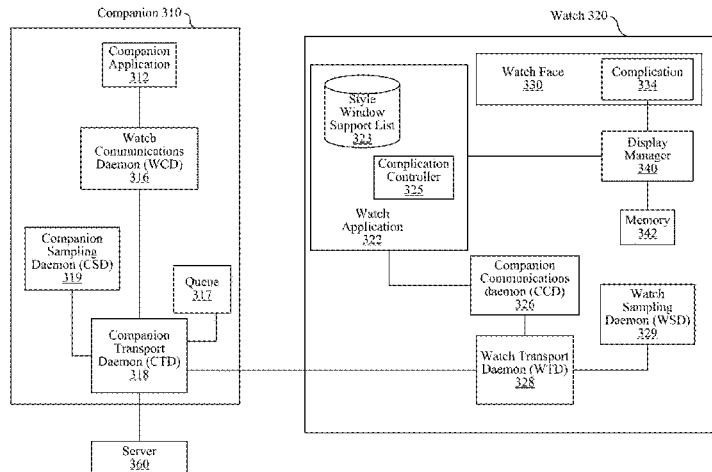 Companion 310
Watch 320
Companion
Application
312
Watch
Communications
Daemon (WCD)
316
Companion
Sampling
Daemon (CSD)
319
Queue
317
Companion
Transport
Daemon (CTD)
318
Server
360
Style
Window
Support List
323
Complication
Controller
325
Watch
Application
322
Watch Face
330
Complication
334
Display
Manager
340
Memory
342
Companion
Communications
daemon (CCD)
326
Watch
Sampling
Daemon (WSD)
329
Watch Transport
Daemon (WTD)
328